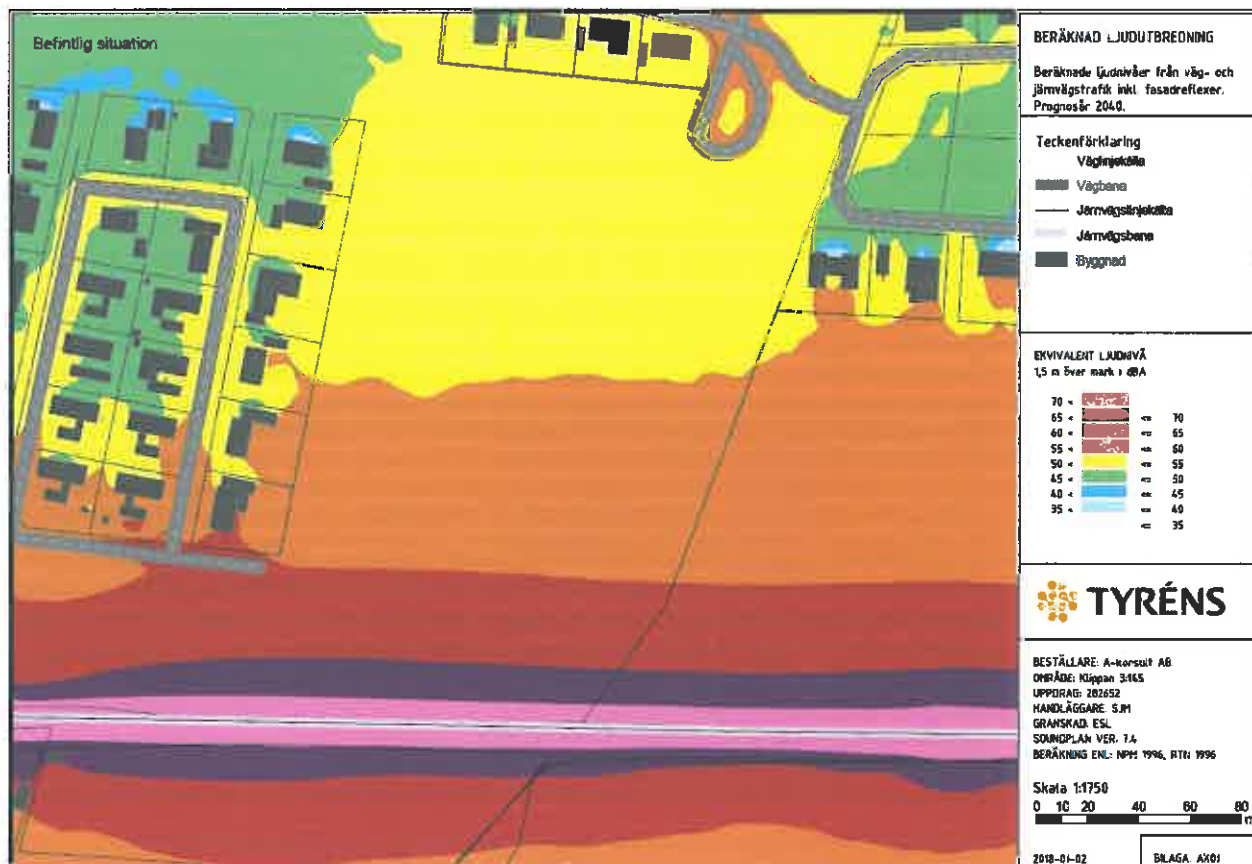 Befintlig situation
BERÄKNAD LJUDUTBREDNING
Beräknade ljudnivåer från väg- och
järnvägstrafik inkl. fasadreflexer.
Prognosår 2040.
Teckenförklaring
Väglinjekälla
Vägbana
Järnvägslinjekälla
Järnvägsbana
Byggnad
EKVIVALENT LJUDNIVÅ
1,5 m över mark i dBA
70 <
65 < <= 70
60 < <= 65
55 < <= 60
50 < <= 55
45 < <= 50
40 < <= 45
35 < <= 40
<= 35
TYRÉNS
BESTÄLLARE: A-konsult AB
OMRÅDE: Klippan 3:165
UPPDRAG: 282652
HANDLÄGGARE: SJM
GRANSKAD: ESL
SOUNDPLAN VER. 7.4
BERÄKNING ENL: NPM 1996, RTN 1996
Skala 1:1750
0 10 20 40 60 80
2018-01-02
BILAGA AK01